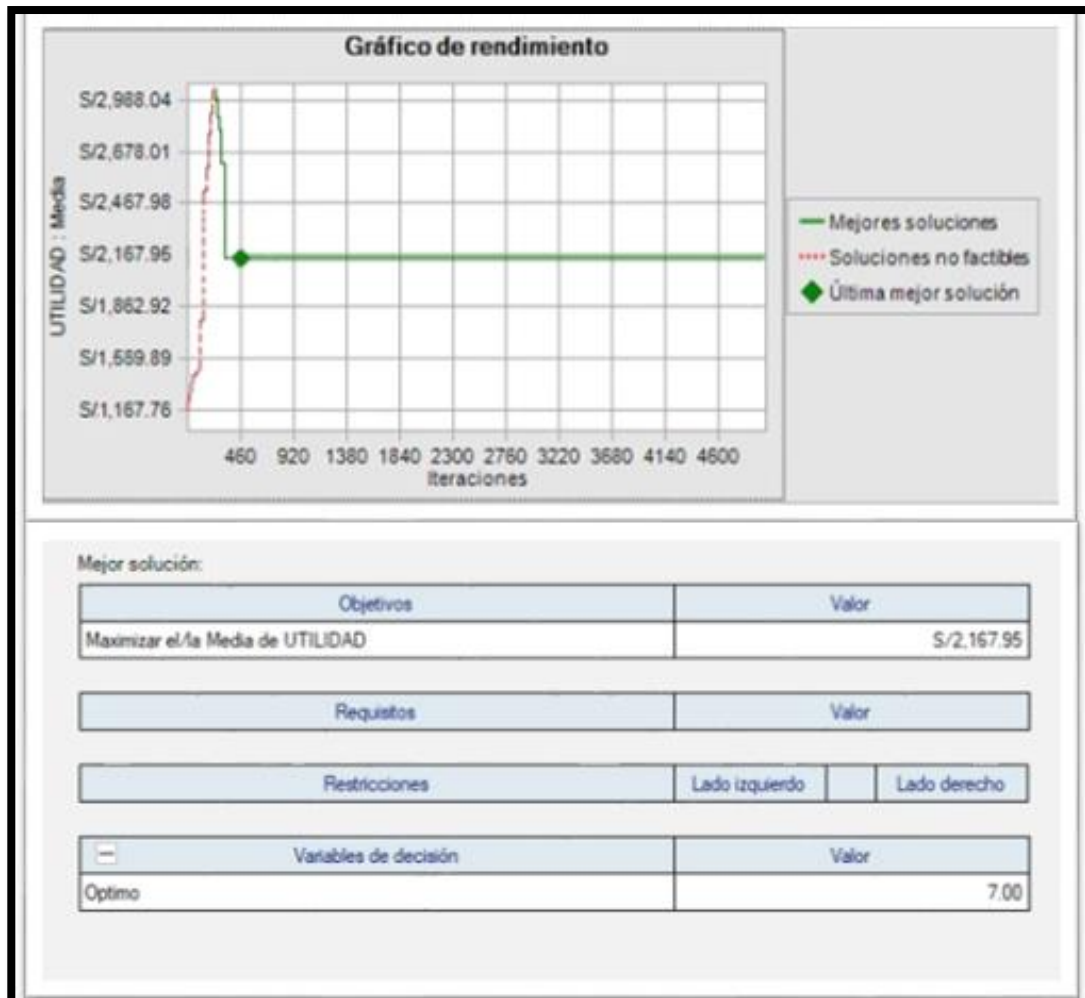 Gráfico de rendimiento
UTILIDAD : Media
S/2,988.04
S/2,678.01
S/2,467.98
S/2,167.95
S/1,862.92
S/1,559.89
S/1,167.76
460 920 1380 1840 2300 2760 3220 3680 4140 4600
Iteraciones
Mejores soluciones
Soluciones no factibles
Última mejor solución
Mejor solución:
Objetivos Valor
Maximizar el/la Media de UTILIDAD S/2,167.95
Requisitos Valor
Restricciones Lado izquierdo Lado derecho
Variables de decisión Valor
Optimo 7.00